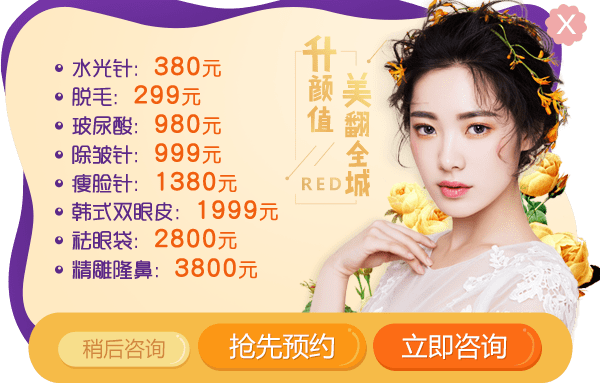 X
水光针：380元
脱毛：299元
玻尿酸：980元
除皱针：999元
瘦脸针：1380元
韩式双眼皮：1999元
祛眼袋：2800元
精雕隆鼻：3800元
升颜值
美翻全城
RED
稍后咨询
抢先预约
立即咨询